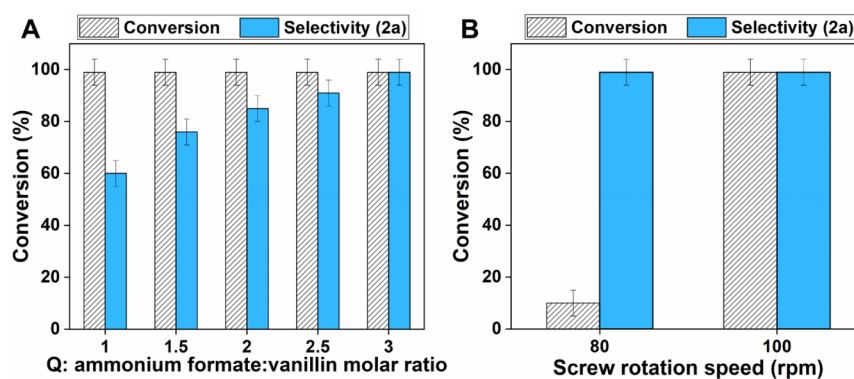 A
Conversion
Selectivity (2a)
Conversion (%)
100
80
60
40
20
0
1
1.5
2
2.5
3
Q: ammonium formate:vanillin molar ratio
B
Conversion
Selectivity (2a)
Conversion (%)
100
80
60
40
20
0
80
100
Screw rotation speed (rpm)